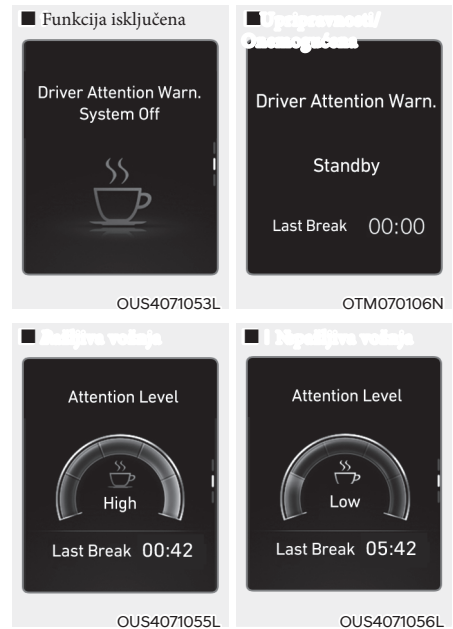 ■ Funkcija isključena
Driver Attention Warn.
System Off
OUS4071053L
■
Driver Attention Warn.
Standby
Last Break 00:00
OTM070106N
■
Attention Level
High
Last Break 00:42
OUS4071055L
■
Attention Level
Low
Last Break 05:42
OUS4071056L